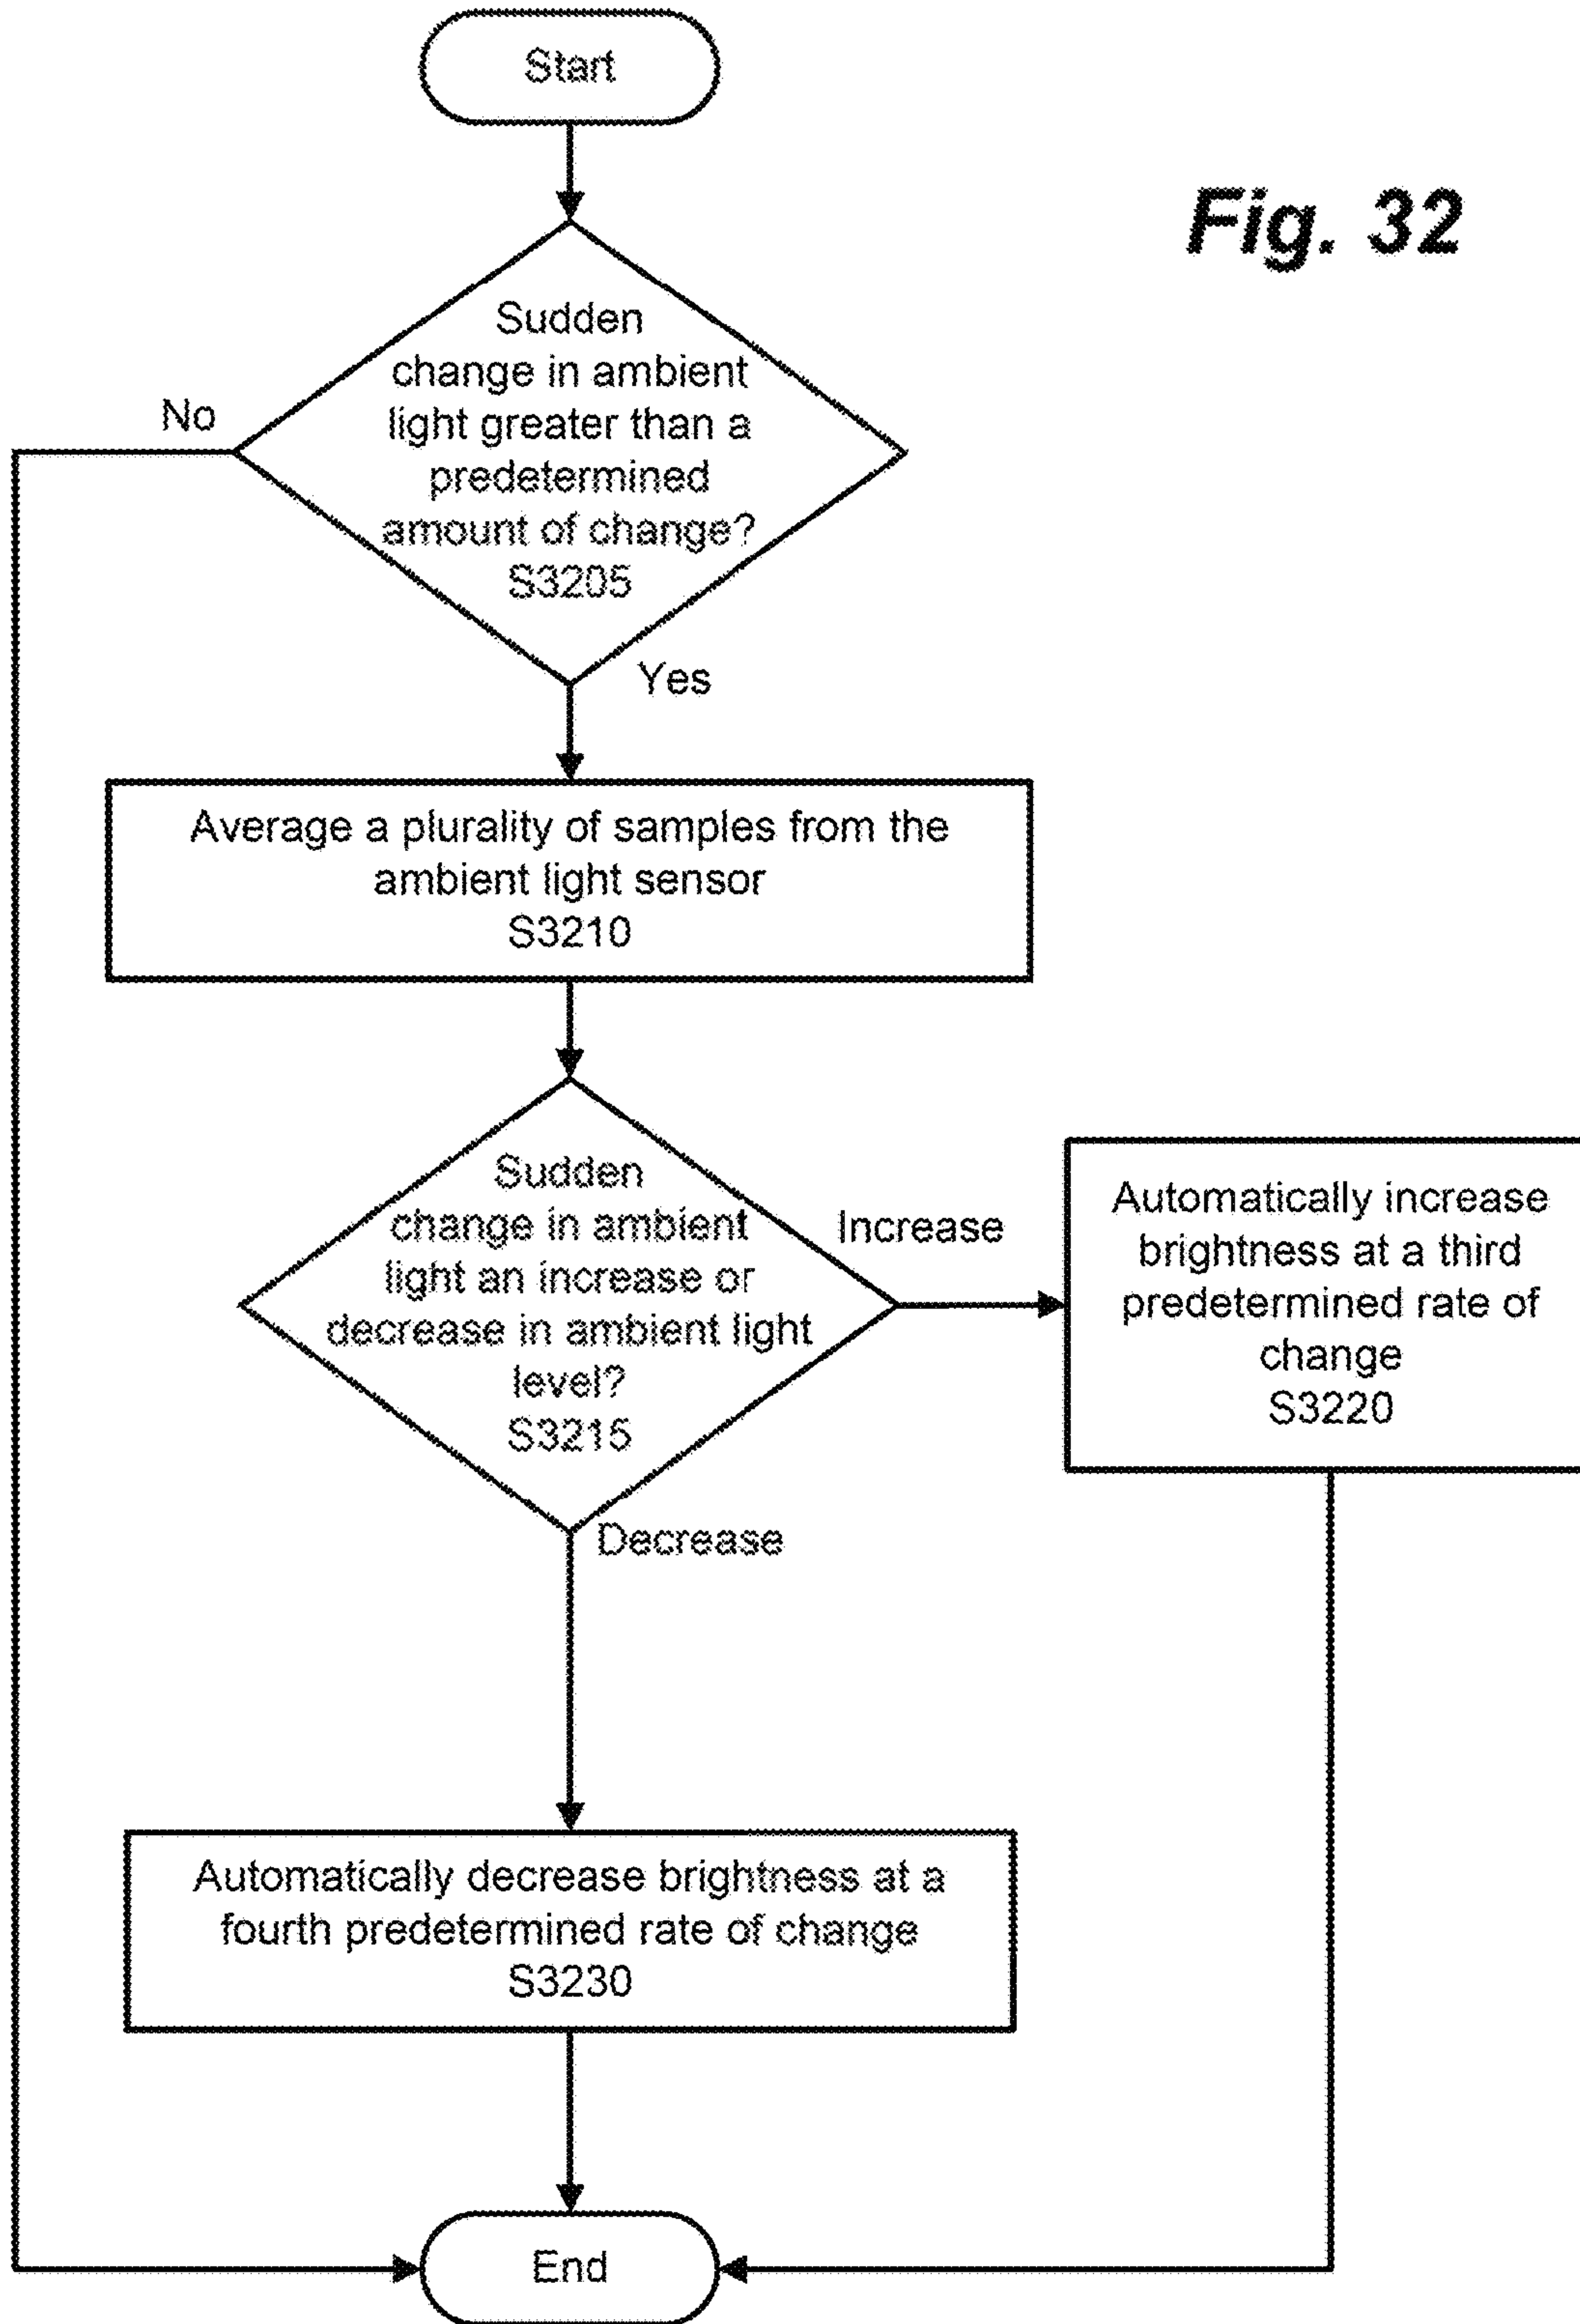 Start
Fig. 32
Sudden
change in ambient
light greater than a
predetermined
amount of change?
S3205
No
Yes
Average a plurality of samples from the
ambient light sensor
S3210
Sudden
change in ambient
light an increase or
decrease in ambient light
level?
S3215
Increase
Automatically increase
brightness at a third
predetermined rate of
change
S3220
Decrease
Automatically decrease brightness at a
fourth predetermined rate of change
S3230
End